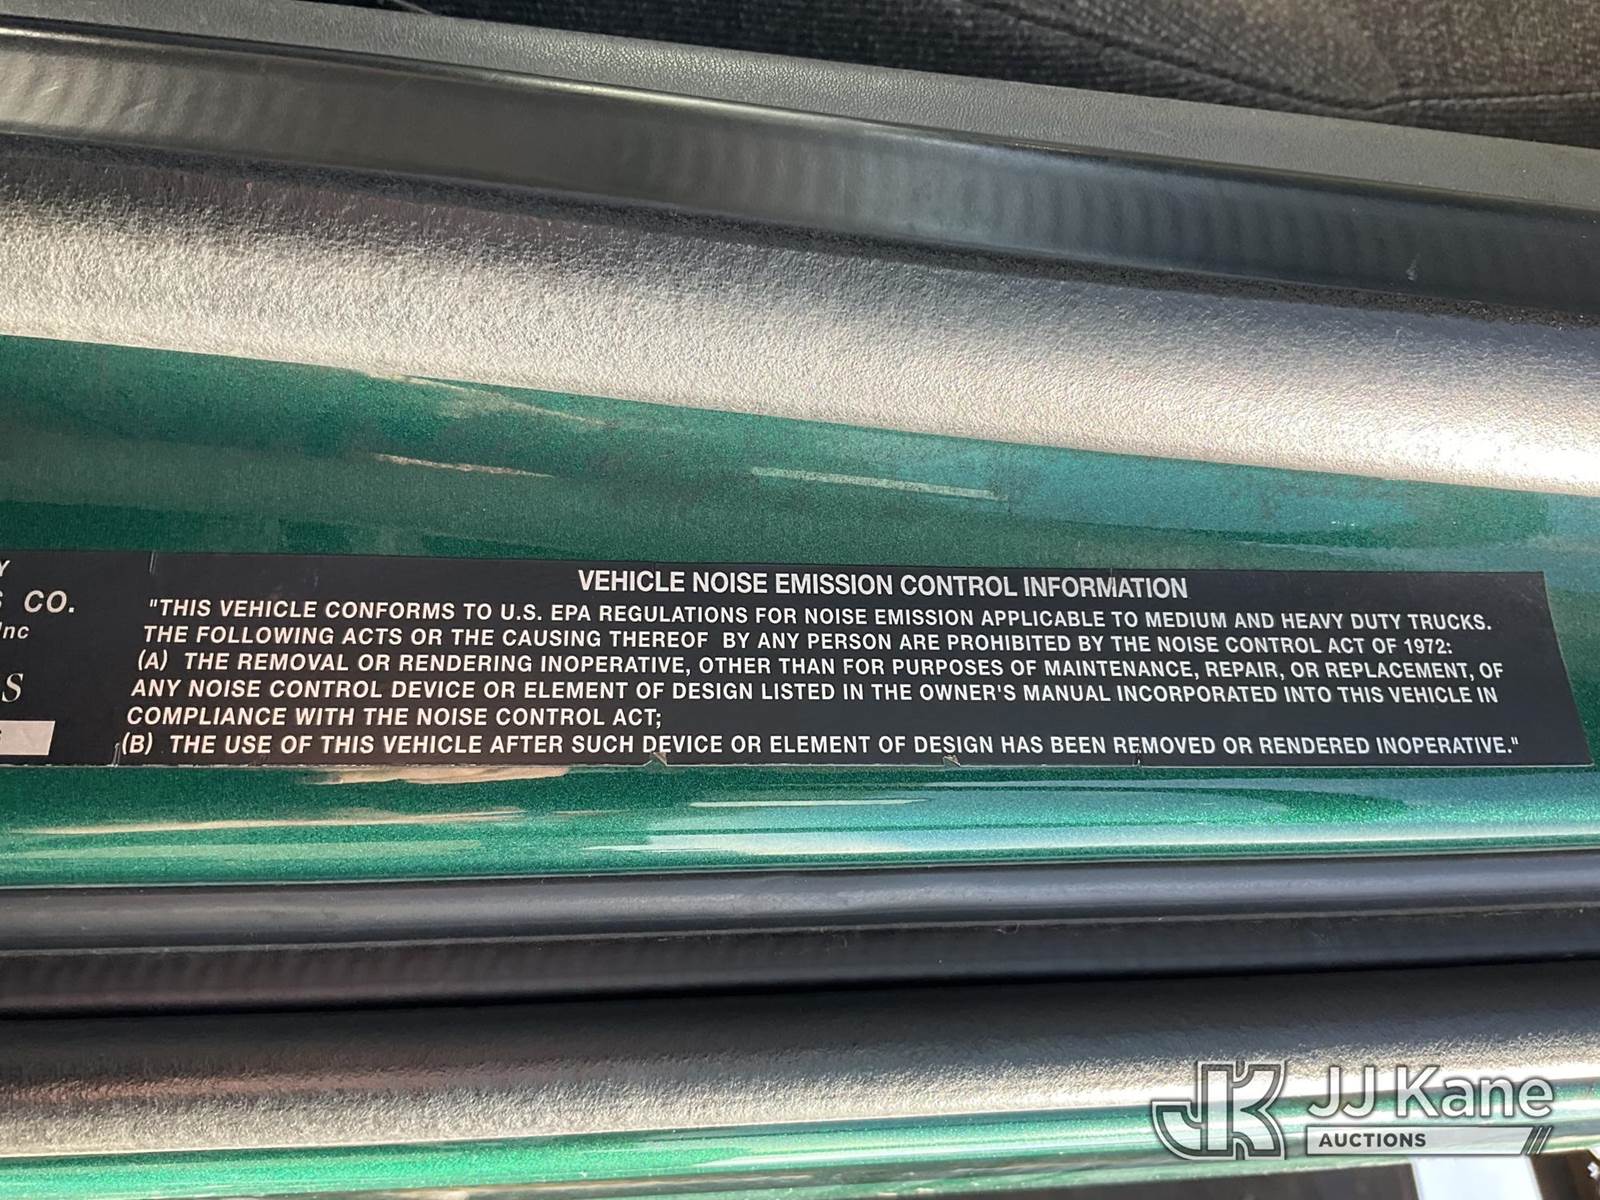 CO.
Inc
VEHICLE NOISE EMISSION CONTROL INFORMATION
"THIS VEHICLE CONFORMS TO U.S. EPA REGULATIONS FOR NOISE EMISSION APPLICABLE TO MEDIUM AND HEAVY DUTY TRUCKS.
THE FOLLOWING ACTS OR THE CAUSING THEREOF BY ANY PERSON ARE PROHIBITED BY THE NOISE CONTROL ACT OF 1972:
(A) THE REMOVAL OR RENDERING INOPERATIVE, OTHER THAN FOR PURPOSES OF MAINTENANCE, REPAIR, OR REPLACEMENT, OF
ANY NOISE CONTROL DEVICE OR ELEMENT OF DESIGN LISTED IN THE OWNER'S MANUAL INCORPORATED INTO THIS VEHICLE IN
COMPLIANCE WITH THE NOISE CONTROL ACT;
(B) THE USE OF THIS VEHICLE AFTER SUCH DEVICE OR ELEMENT OF DESIGN HAS BEEN REMOVED OR RENDERED INOPERATIVE."
JK JJ Kane
AUCTIONS